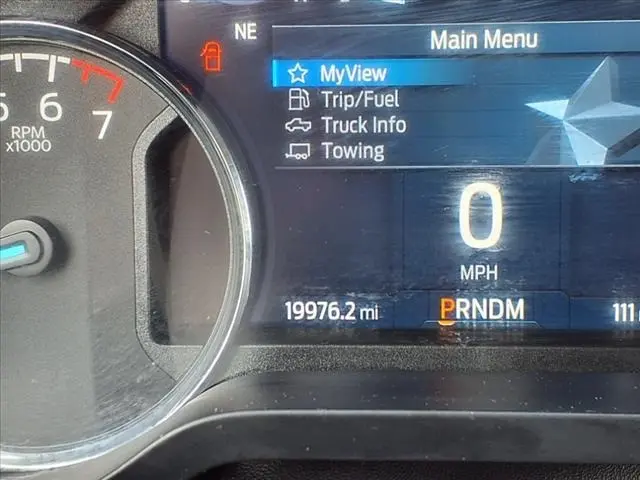 NE
Main Menu
MyView
Trip/Fuel
Truck Info
Towing
5 6 7
RPM
x1000
0
MPH
19976.2 mi
PRNDM
111